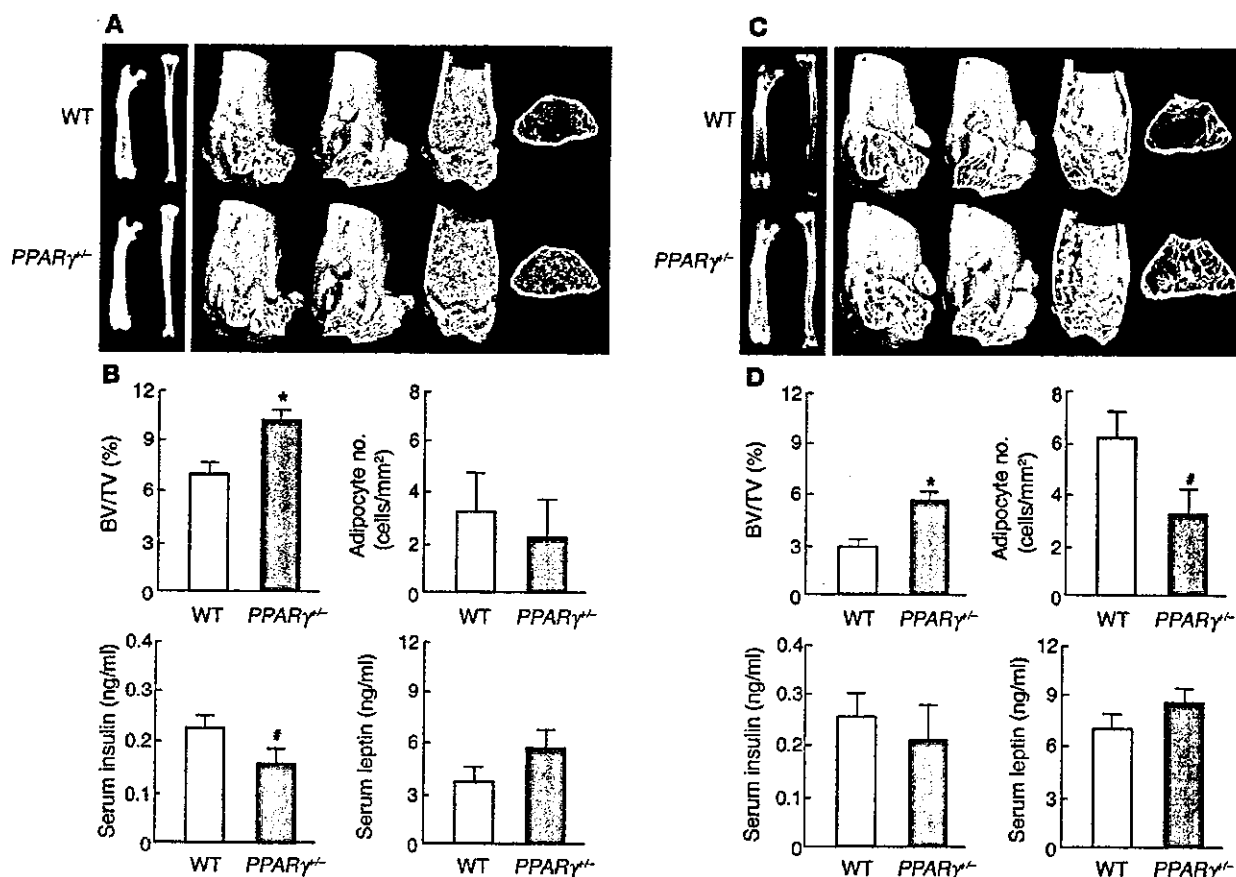 A
WT
PPARγ+/-
C
WT
PPARγ+/-
B
BV/TV (%)
12
9
6
3
0
*
WT
PPARγ+/-
Adipocyte no.
(cells/mm²)
8
6
4
2
0
WT
PPARγ+/-
Serum insulin (ng/ml)
0.4
0.3
0.2
0.1
0
#
WT
PPARγ+/-
Serum leptin (ng/ml)
12
9
6
3
0
WT
PPARγ+/-
D
BV/TV (%)
12
9
6
3
0
*
WT
PPARγ+/-
Adipocyte no.
(cells/mm²)
8
6
4
2
0
#
WT
PPARγ+/-
Serum insulin (ng/ml)
0.4
0.3
0.2
0.1
0
WT
PPARγ+/-
Serum leptin (ng/ml)
12
9
6
3
0
WT
PPARγ+/-